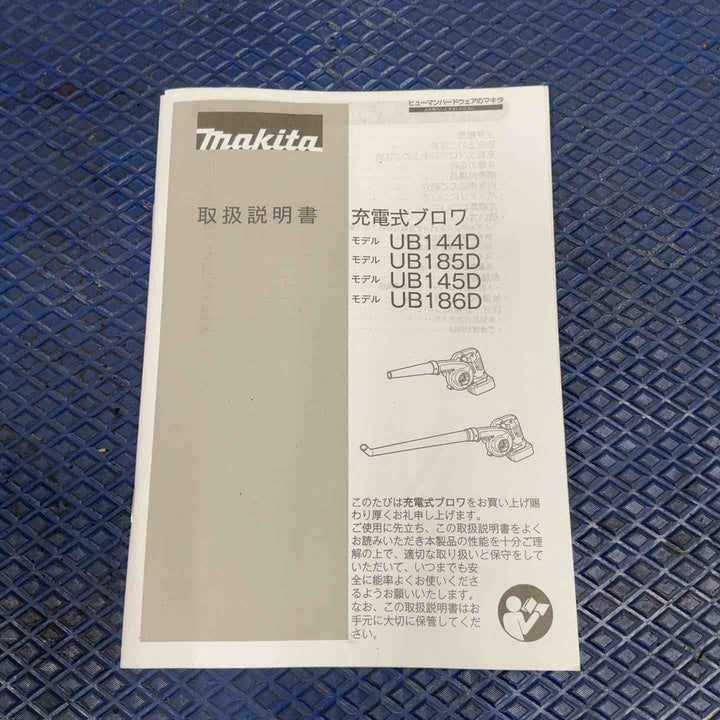 ヒューマンハードウェアのマキタ
makita
取扱説明書
充電式ブロワ
モデル UB144D
モデル UB185D
モデル UB145D
モデル UB186D
このたびは充電式ブロワをお買い上げ賜
わり厚くお礼申し上げます。
ご使用に先立ち、この取扱説明書をよく
お読みいただき本製品の性能を十分ご理
解の上で、適切な取り扱いと保守をして
いただいて、いつまでも安
全に能率よくお使いくださ
るようお願いいたします。
なお、この取扱説明書はお
手元に大切に保管してくだ
さい。